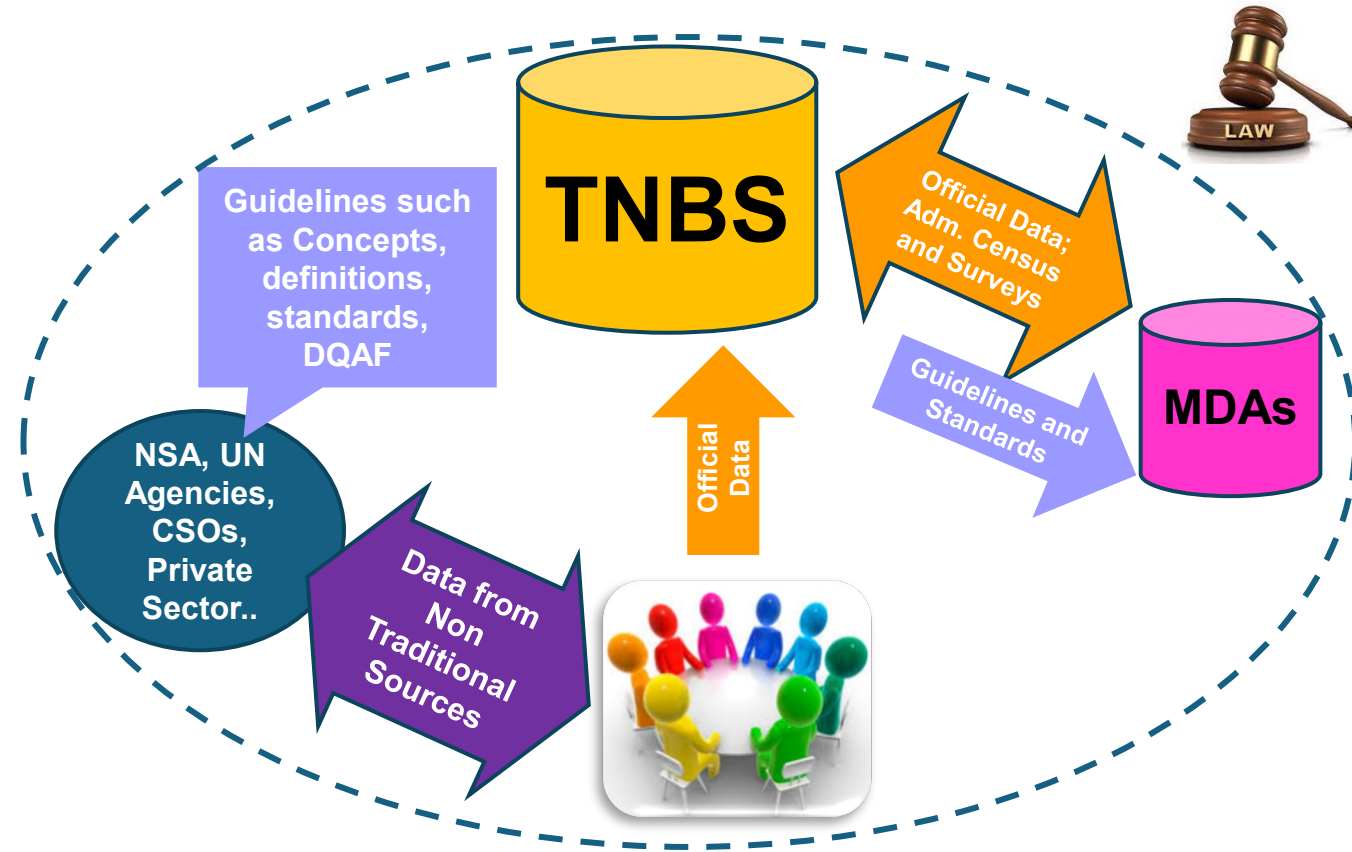 LAW
TNBS
Guidelines such
as Concepts,
definitions,
standards,
DQAF
Official Data;
Adm. Census
and Surveys
Guidelines and
Standards
MDAs
Official
Data
NSA, UN
Agencies,
CSOs,
Private
Sector..
Data from
Non
Traditional
Sources